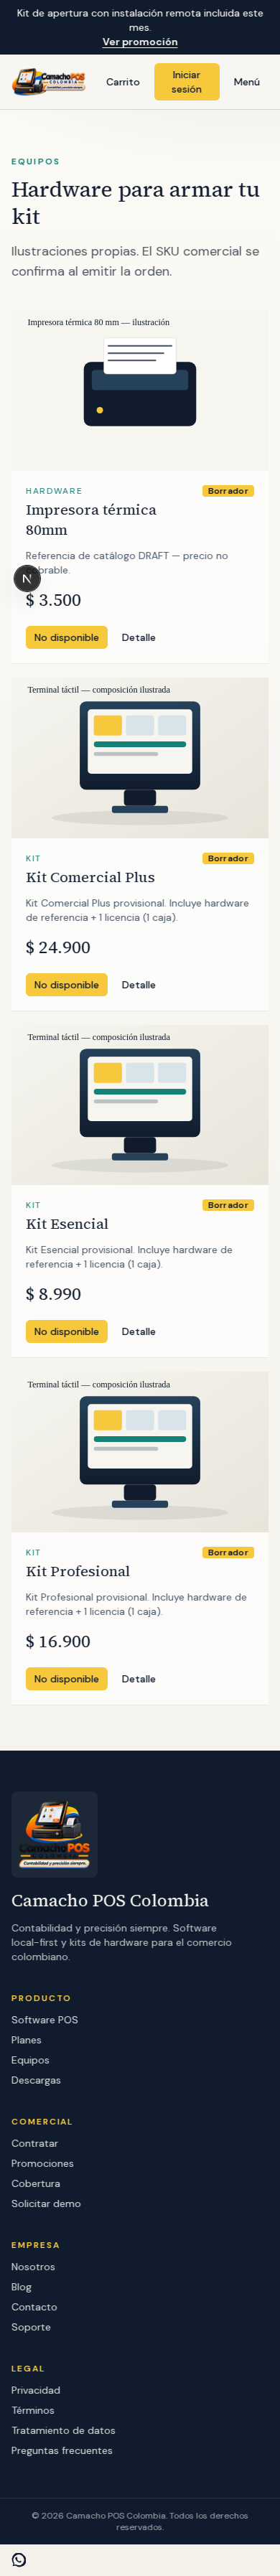 Kit de apertura con instalación remota incluida este
mes.
Ver promoción
Camacho POS
COLOMBIA
Carrito
Iniciar
sesión
Menú
EQUIPOS
Hardware para armar tu
kit
Ilustraciones propias. El SKU comercial se
confirma al emitir la orden.
Impresora térmica 80 mm — ilustración
HARDWARE
Borrador
Impresora térmica
80mm
Referencia de catálogo DRAFT — precio no
N
$ 3.500
No disponible
Detalle
Terminal táctil — composición ilustrada
KIT
Borrador
Kit Comercial Plus
Kit Comercial Plus provisional. Incluye hardware
de referencia + 1 licencia (1 caja).
$ 24.900
No disponible
Detalle
Terminal táctil — composición ilustrada
KIT
Borrador
Kit Esencial
Kit Esencial provisional. Incluye hardware de
referencia + 1 licencia (1 caja).
$ 8.990
No disponible
Detalle
Terminal táctil — composición ilustrada
KIT
Borrador
Kit Profesional
Kit Profesional provisional. Incluye hardware de
referencia + 1 licencia (1 caja).
$ 16.900
No disponible
Detalle
Camacho POS
COLOMBIA
Contabilidad y precisión, siempre.
Camacho POS Colombia
Contabilidad y precisión siempre. Software
local-first y kits de hardware para el comercio
colombiano.
PRODUCTO
Software POS
Planes
Equipos
Descargas
COMERCIAL
Contratar
Promociones
Cobertura
Solicitar demo
EMPRESA
Nosotros
Blog
Contacto
Soporte
LEGAL
Privacidad
Términos
Tratamiento de datos
Preguntas frecuentes
© 2026 Camacho POS Colombia. Todos los derechos
reservados.